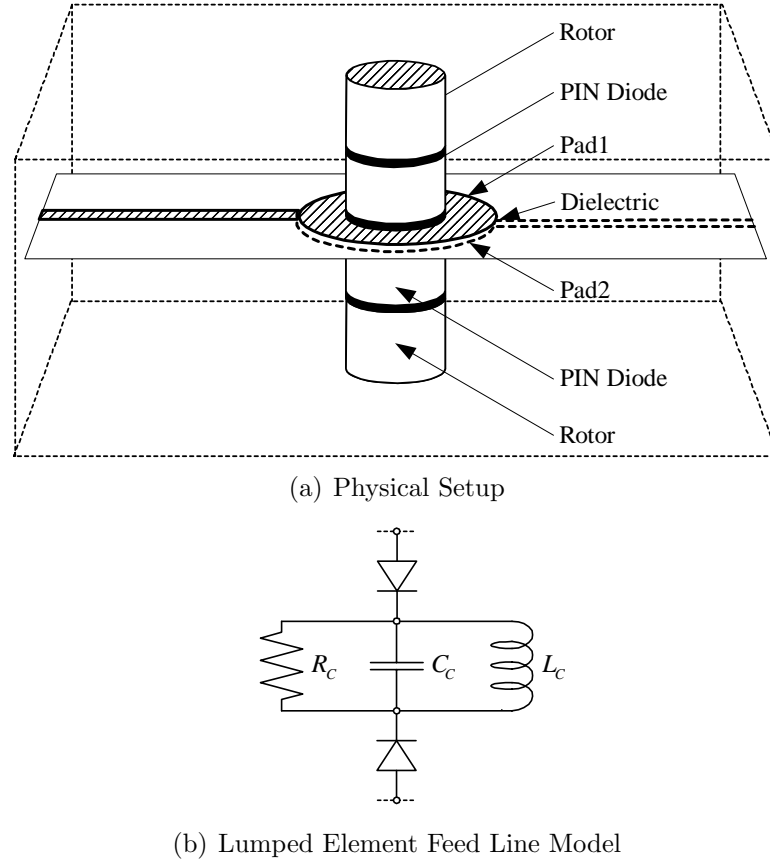 Rotor
PIN Diode
Pad1
Dielectric
Pad2
PIN Diode
Rotor
(a) Physical Setup
R_C C_C L_C
(b) Lumped Element Feed Line Model